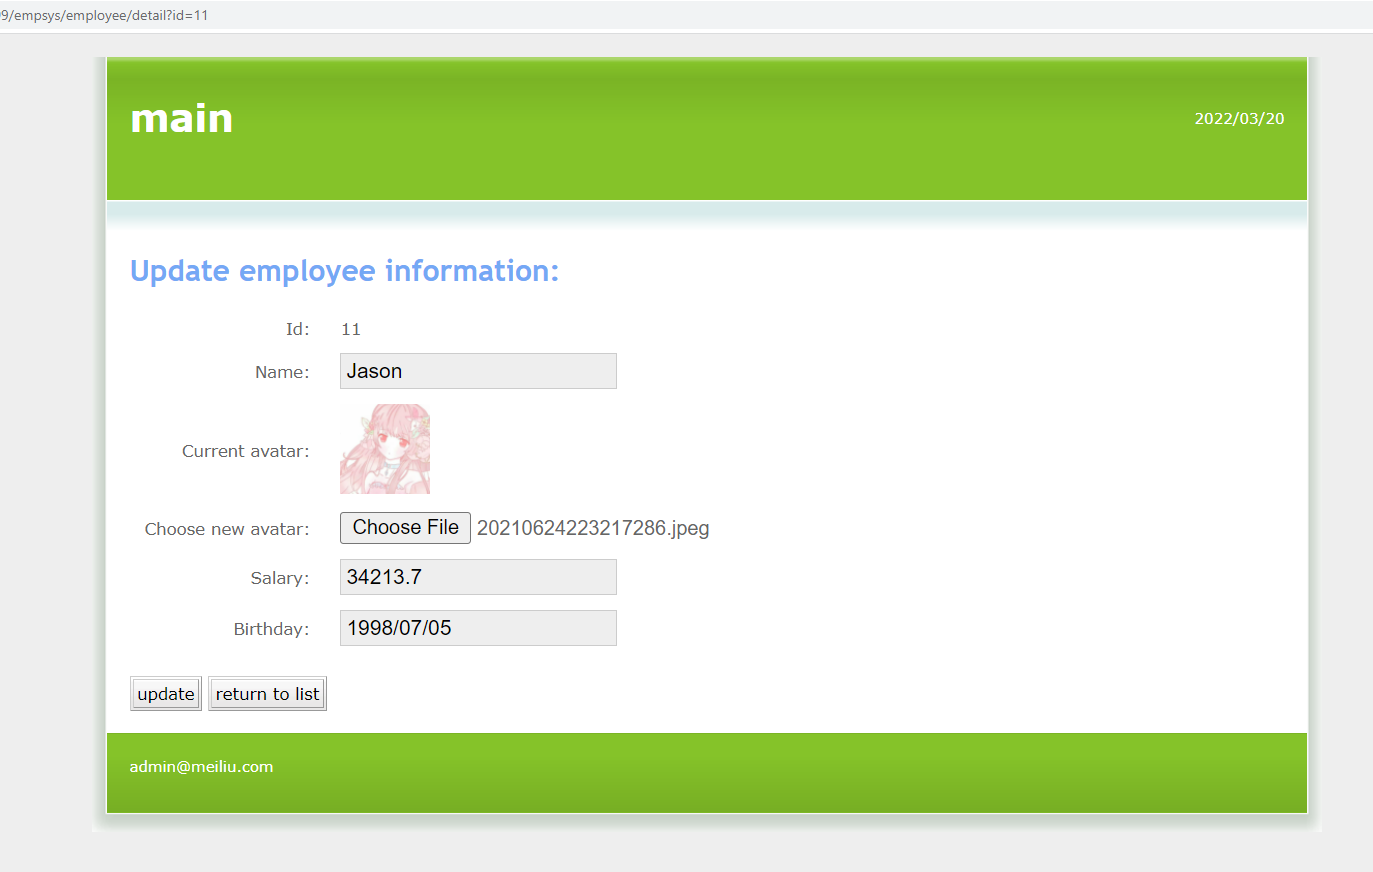 9/empsys/employee/detail?id=11
main
2022/03/20
Update employee information:
Id: 11
Name: Jason
Current avatar:
Choose new avatar: Choose File 20210624223217286.jpeg
Salary: 34213.7
Birthday: 1998/07/05
update return to list
admin@meiliu.com